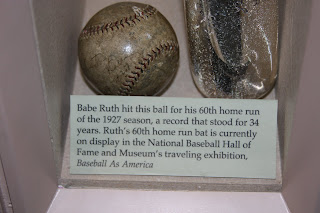 Babe Ruth hit this ball for his 60th home run
of the 1927 season, a record that stood for 34
years. Ruth's 60th home run bat is currently
on display in the National Baseball Hall of
Fame and Museum's traveling exhibition,
Baseball As America